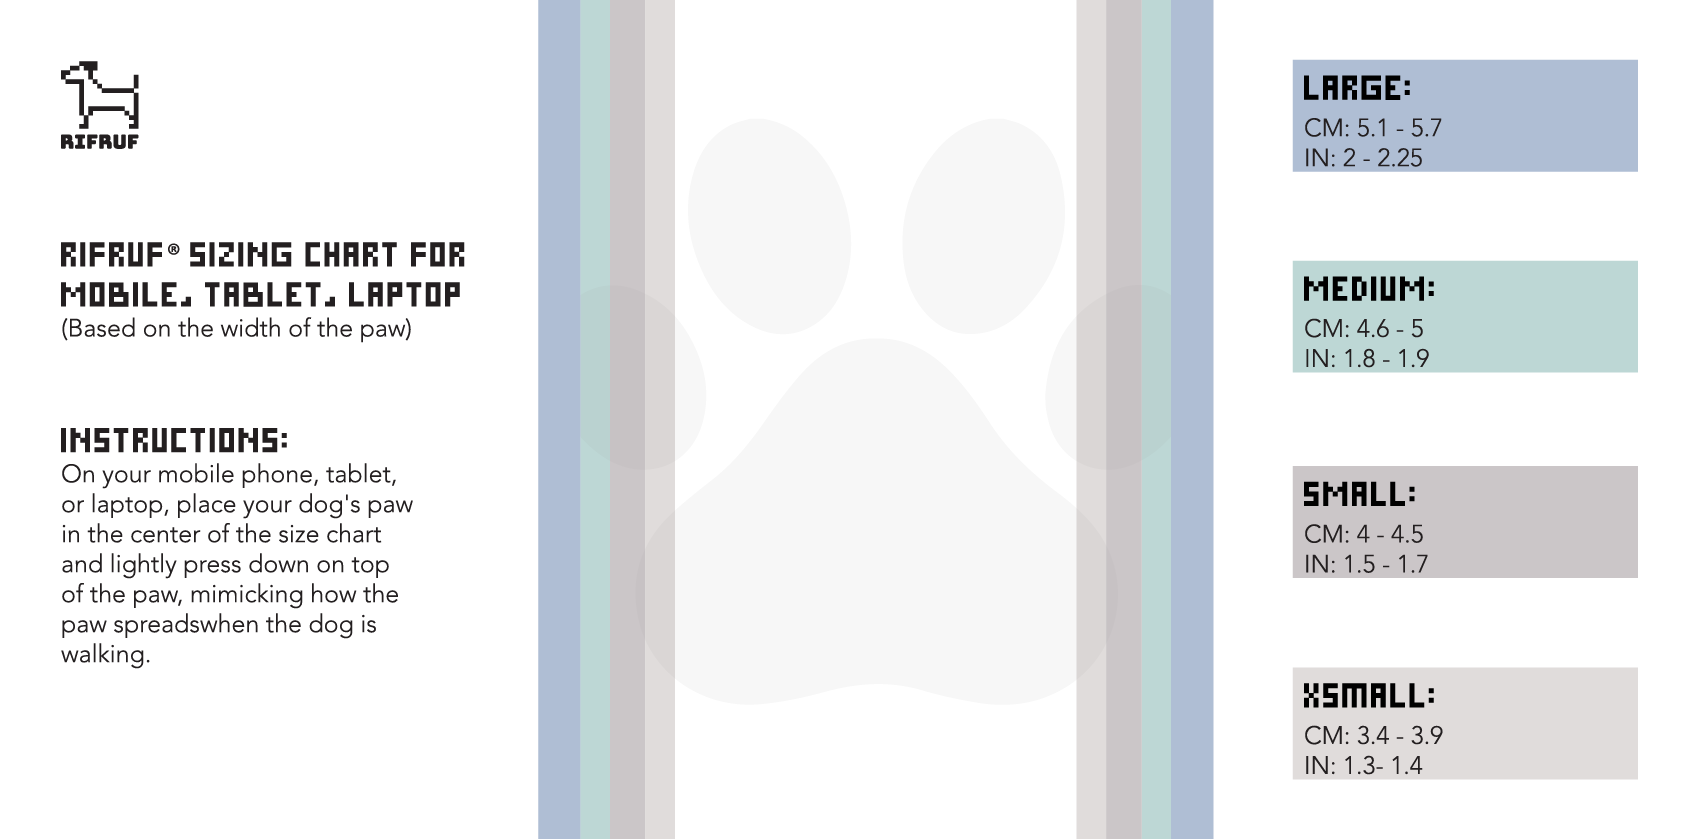 RIFRUF
RIFRUF® SIZING CHART FOR
MOBILE, TABLET, LAPTOP
(Based on the width of the paw)
INSTRUCTIONS:
On your mobile phone, tablet,
or laptop, place your dog's paw
in the center of the size chart
and lightly press down on top
of the paw, mimicking how the
paw spreadswhen the dog is
walking.
LARGE:
CM: 5.1 - 5.7
IN: 2 - 2.25
MEDIUM:
CM: 4.6 - 5
IN: 1.8 - 1.9
SMALL:
CM: 4 - 4.5
IN: 1.5 - 1.7
XSMALL:
CM: 3.4 - 3.9
IN: 1.3- 1.4